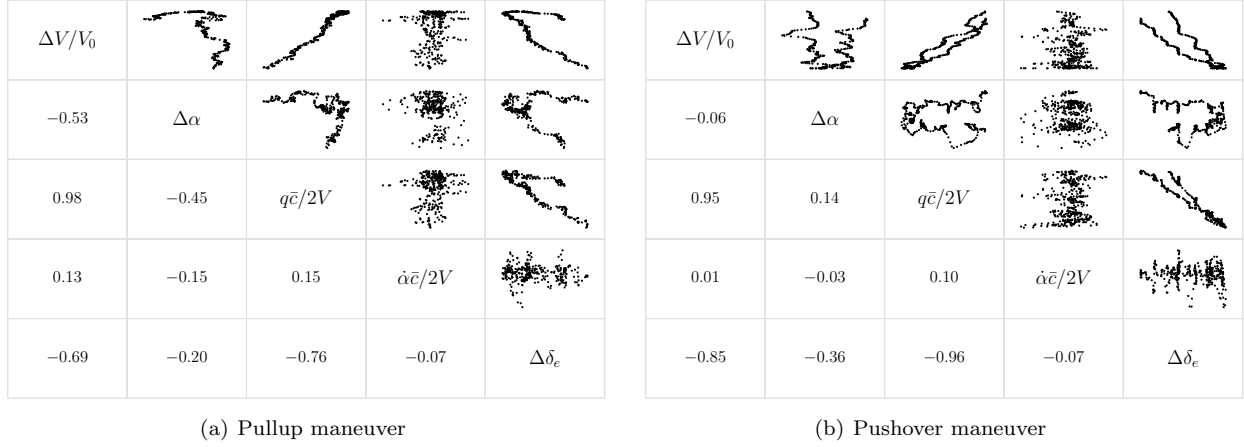 ΔV/V₀
−0.53 Δα
0.98 −0.45 qc̄/2V
0.13 −0.15 0.15 α̇c̄/2V
−0.69 −0.20 −0.76 −0.07 Δδₑ
(a) Pullup maneuver
ΔV/V₀
−0.06 Δα
0.95 0.14 qc̄/2V
0.01 −0.03 0.10 α̇c̄/2V
−0.85 −0.36 −0.96 −0.07 Δδₑ
(b) Pushover maneuver